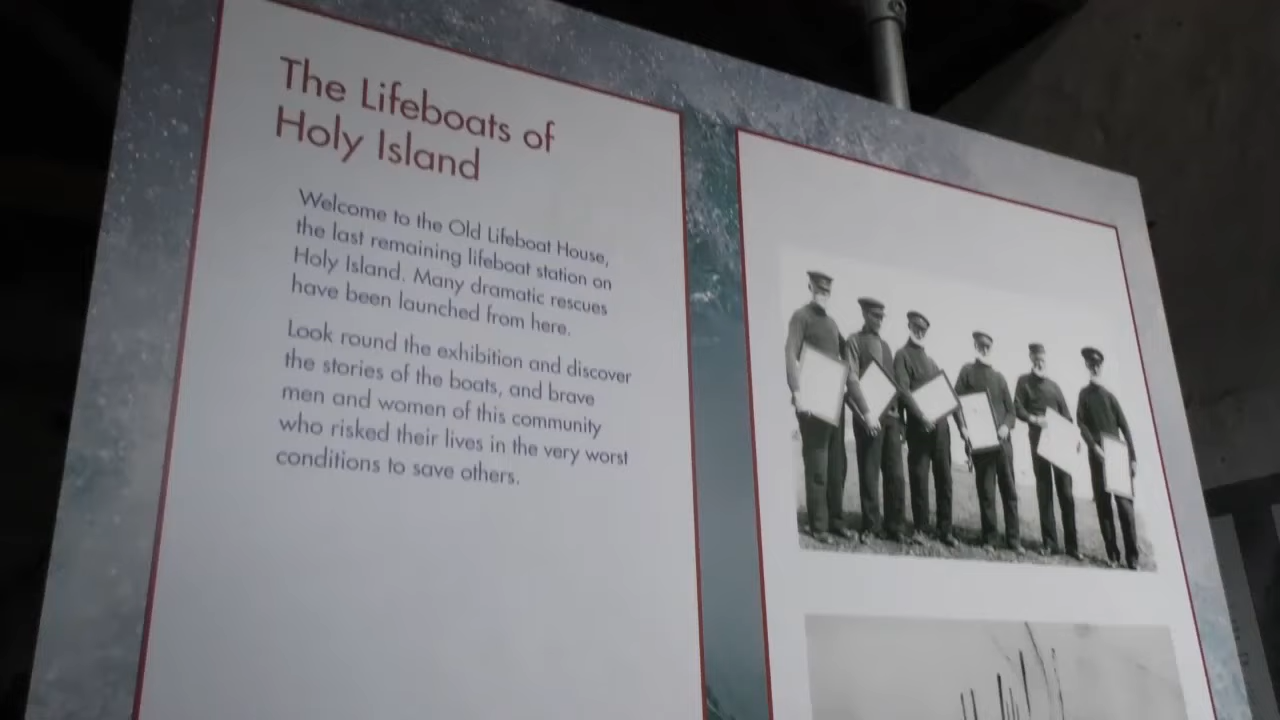 The Lifeboats of
Holy Island
Welcome to the Old Lifeboat House,
the last remaining lifeboat station on
Holy Island. Many dramatic rescues
have been launched from here.
Look round the exhibition and discover
the stories of the boats, and brave
men and women of this community
who risked their lives in the very worst
conditions to save others.